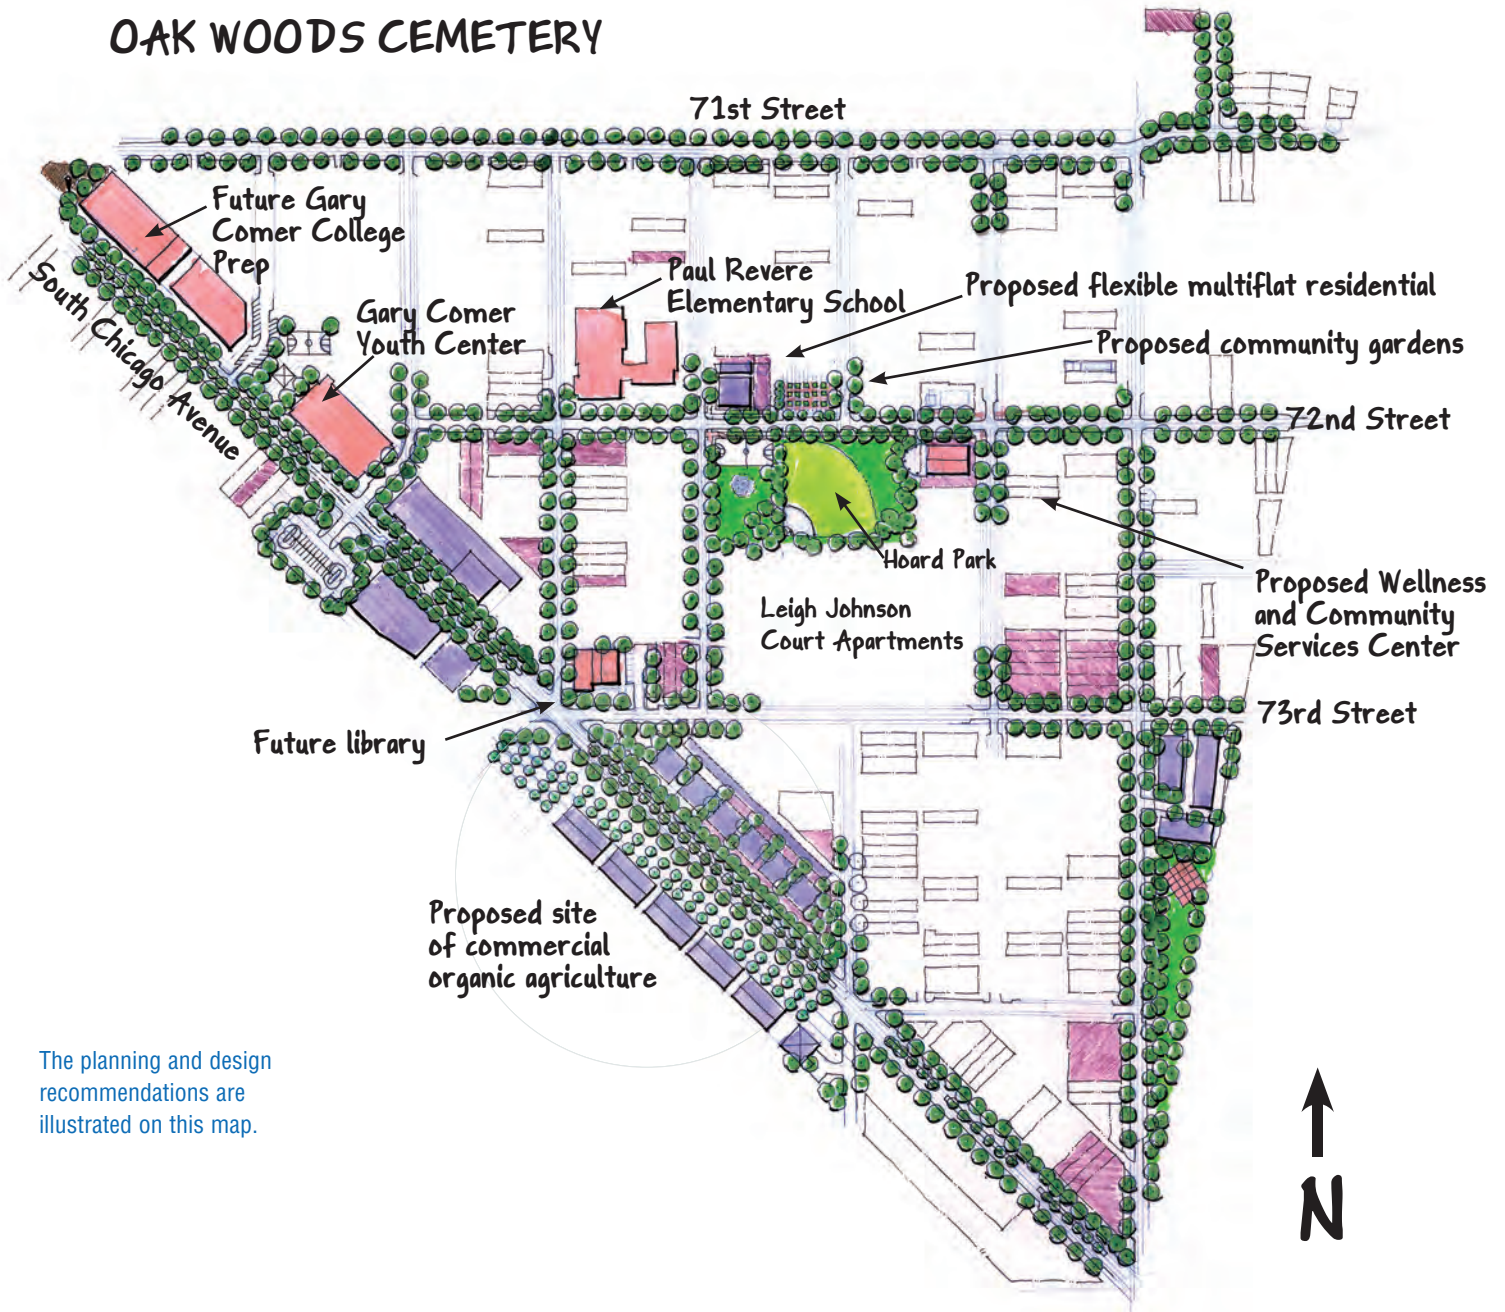 OAK WOODS CEMETERY
71st Street
Future Gary
Comer College
Prep
South Chicago Avenue
Gary Comer
Youth Center
Paul Revere
Elementary School
Proposed flexible multiflat residential
Proposed community gardens
72nd Street
Hoard Park
Leigh Johnson
Court Apartments
Proposed Wellness
and Community
Services Center
73rd Street
Future library
Proposed site
of commercial
organic agriculture
The planning and design
recommendations are
illustrated on this map.
N